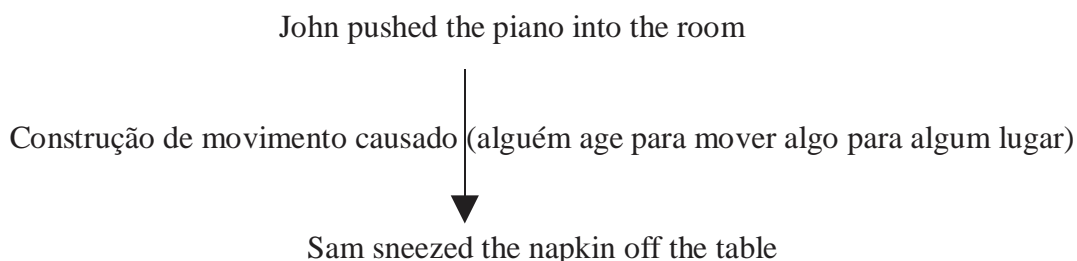 John pushed the piano into the room
Construção de movimento causado (alguém age para mover algo para algum lugar)
Sam sneezed the napkin off the table